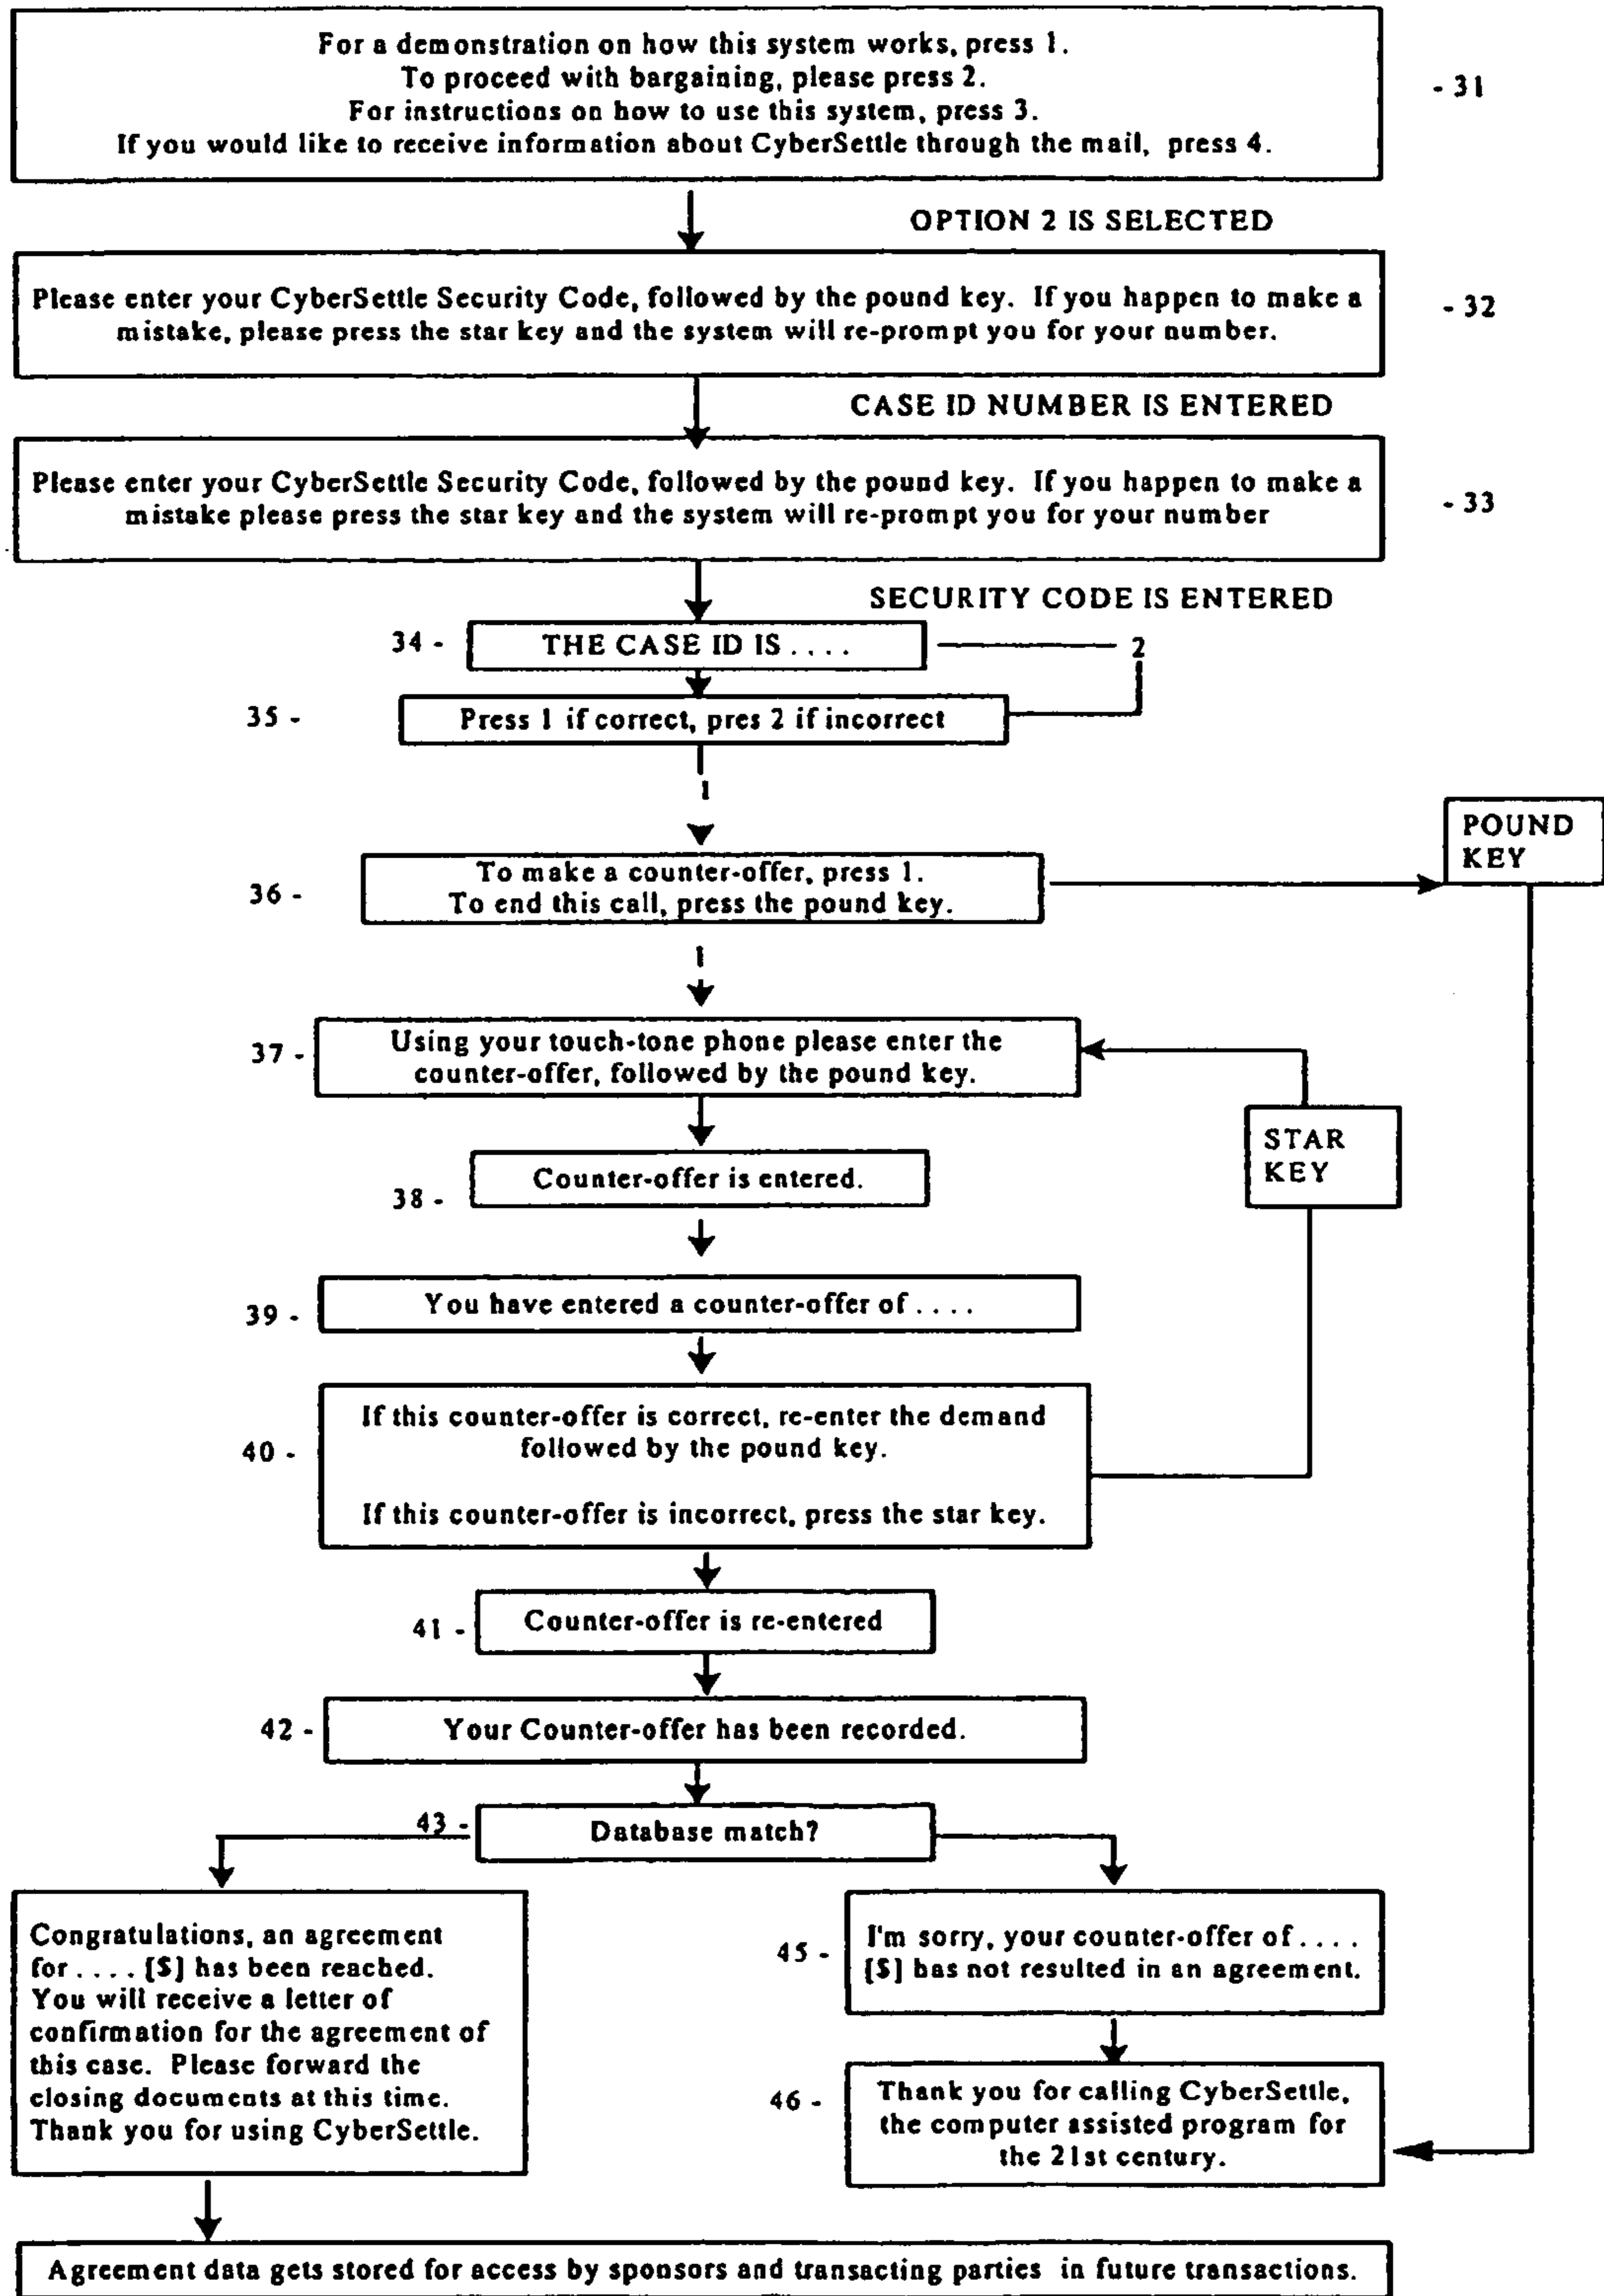 For a demonstration on how this system works, press 1.
To proceed with bargaining, please press 2.
For instructions on how to use this system, press 3.
If you would like to receive information about CyberSettle through the mail, press 4.
- 31
OPTION 2 IS SELECTED
Please enter your CyberSettle Security Code, followed by the pound key. If you happen to make a
mistake, please press the star key and the system will re-prompt you for your number.
- 32
CASE ID NUMBER IS ENTERED
Please enter your CyberSettle Security Code, followed by the pound key. If you happen to make a
mistake please press the star key and the system will re-prompt you for your number
- 33
SECURITY CODE IS ENTERED
34 -
THE CASE ID IS . . . .
2
35 -
Press 1 if correct, pres 2 if incorrect
1
POUND
KEY
36 -
To make a counter-offer, press 1.
To end this call, press the pound key.
1
37 -
Using your touch-tone phone please enter the
counter-offer, followed by the pound key.
STAR
KEY
38 -
Counter-offer is entered.
39 -
You have entered a counter-offer of . . . .
40 -
If this counter-offer is correct, re-enter the demand
followed by the pound key.
If this counter-offer is incorrect, press the star key.
41 -
Counter-offer is re-entered
42 -
Your Counter-offer has been recorded.
43 -
Database match?
Congratulations, an agreement
for . . . . [$] has been reached.
You will receive a letter of
confirmation for the agreement of
this case. Please forward the
closing documents at this time.
Thank you for using CyberSettle.
45 -
I'm sorry, your counter-offer of . . . .
[$] has not resulted in an agreement.
46 -
Thank you for calling CyberSettle,
the computer assisted program for
the 21st century.
Agreement data gets stored for access by sponsors and transacting parties in future transactions.